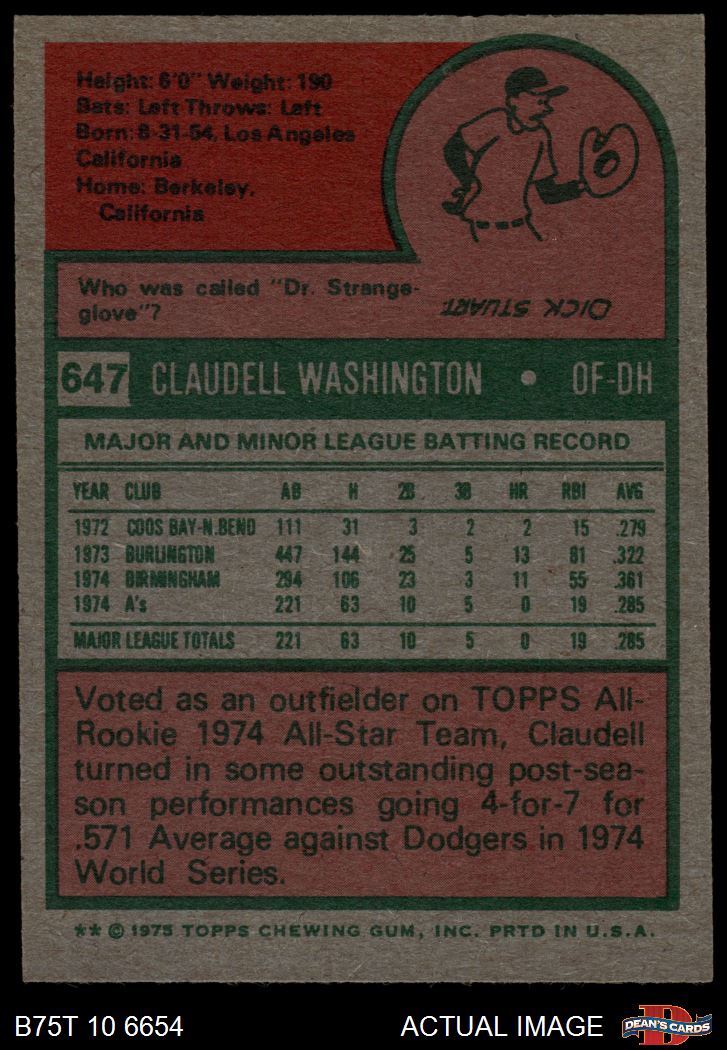 Height: 6'0" Weight: 190
Bats: Left Throws: Left
Born: 8-31-54, Los Angeles
California
Home: Berkeley,
California
Who was called "Dr. Strange-
glove"?
DICK STUART
647 CLAUDELL WASHINGTON • OF-DH
MAJOR AND MINOR LEAGUE BATTING RECORD
YEAR CLUB AB H 2B 3B HR RBI AVG
1972 COOS BAY-N.BEND 111 31 3 2 2 15 .279
1973 BURLINGTON 447 144 25 5 13 81 .322
1974 BIRMINGHAM 294 106 23 3 11 55 .361
1974 A's 221 63 10 5 0 19 .285
MAJOR LEAGUE TOTALS 221 63 10 5 0 19 .285
Voted as an outfielder on TOPPS All-
Rookie 1974 All-Star Team, Claudell
turned in some outstanding post-sea-
son performances going 4-for-7 for
.571 Average against Dodgers in 1974
World Series.
** © 1975 TOPPS CHEWING GUM, INC. PRTD IN U.S.A.
B75T 10 6654 ACTUAL IMAGE
D
DEAN'S CARDS